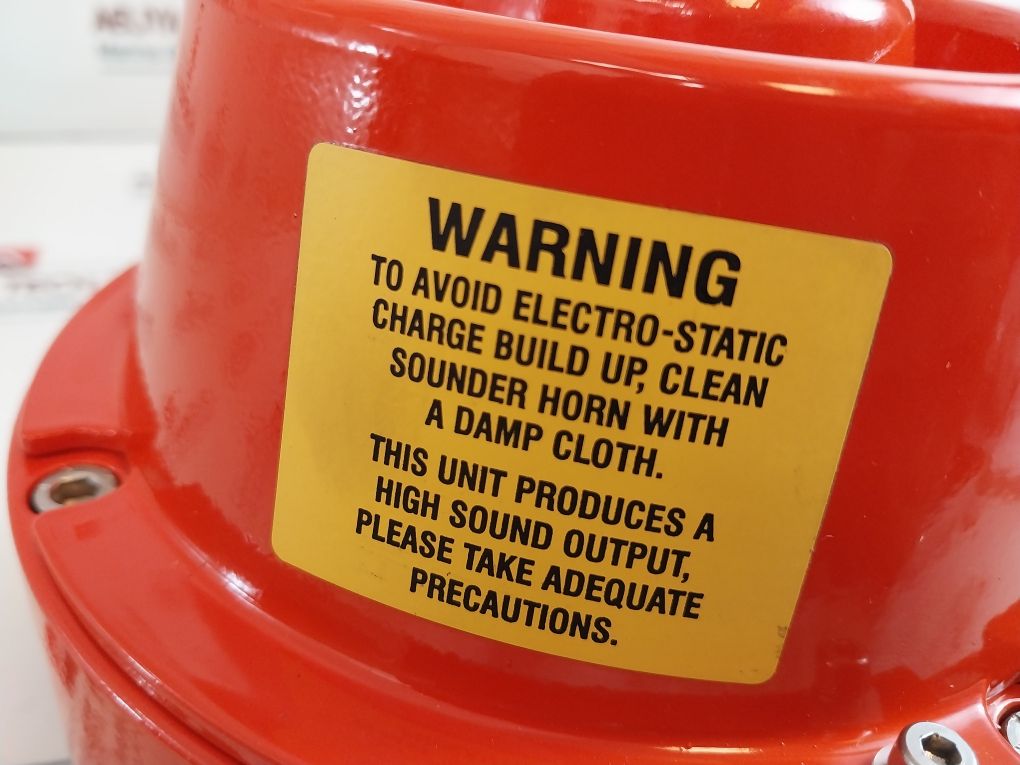 WARNING
TO AVOID ELECTRO-STATIC
CHARGE BUILD UP, CLEAN
SOUNDER HORN WITH
A DAMP CLOTH.
THIS UNIT PRODUCES A
HIGH SOUND OUTPUT,
PLEASE TAKE ADEQUATE
PRECAUTIONS.